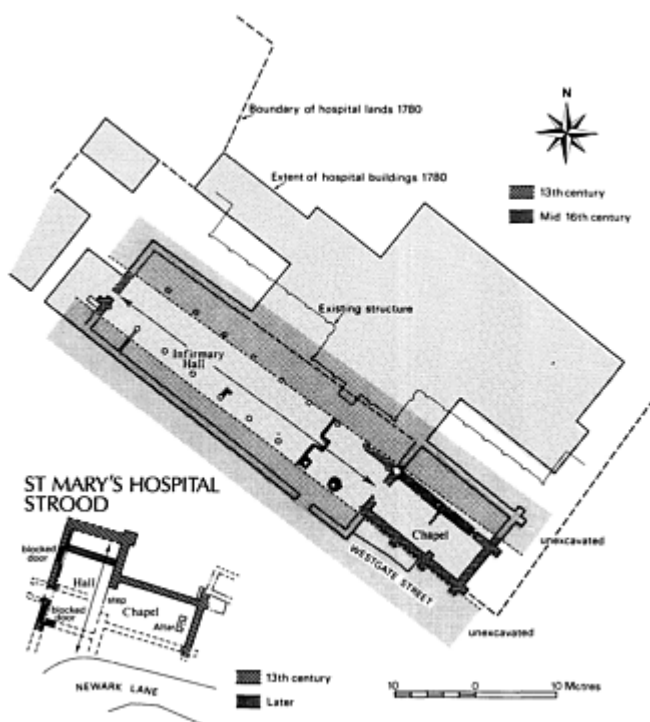 Boundary of hospital lands 1780
N
Extent of hospital buildings 1780
13th century
Mid 16th century
Existing structure
Infirmary
Hall
ST MARY'S HOSPITAL
STROOD
Chapel
unexcavated
WESTGATE STREET
blocked
door
Hall
step
Chapel
blocked
door
Altar
unexcavated
13th century
NEWARK LANE
Later
10 0 10 Metres